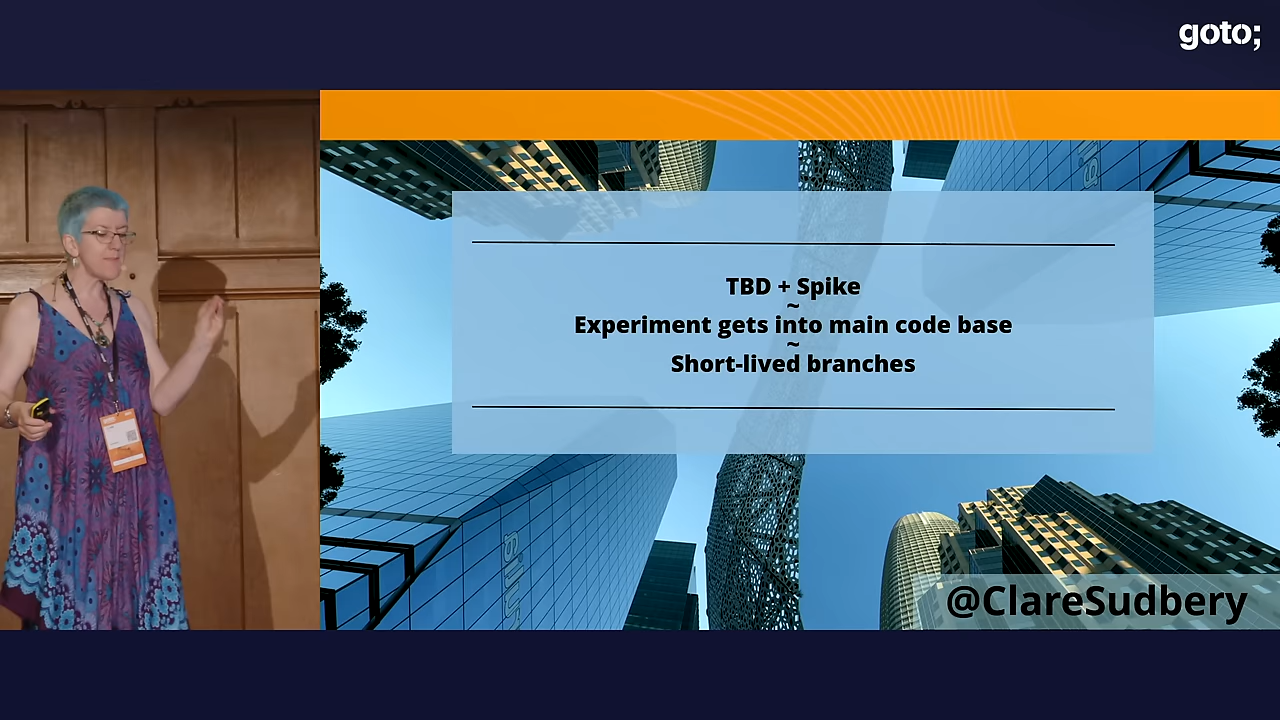 goto;
TBD + Spike
~
Experiment gets into main code base
~
Short-lived branches
@ClareSudbery